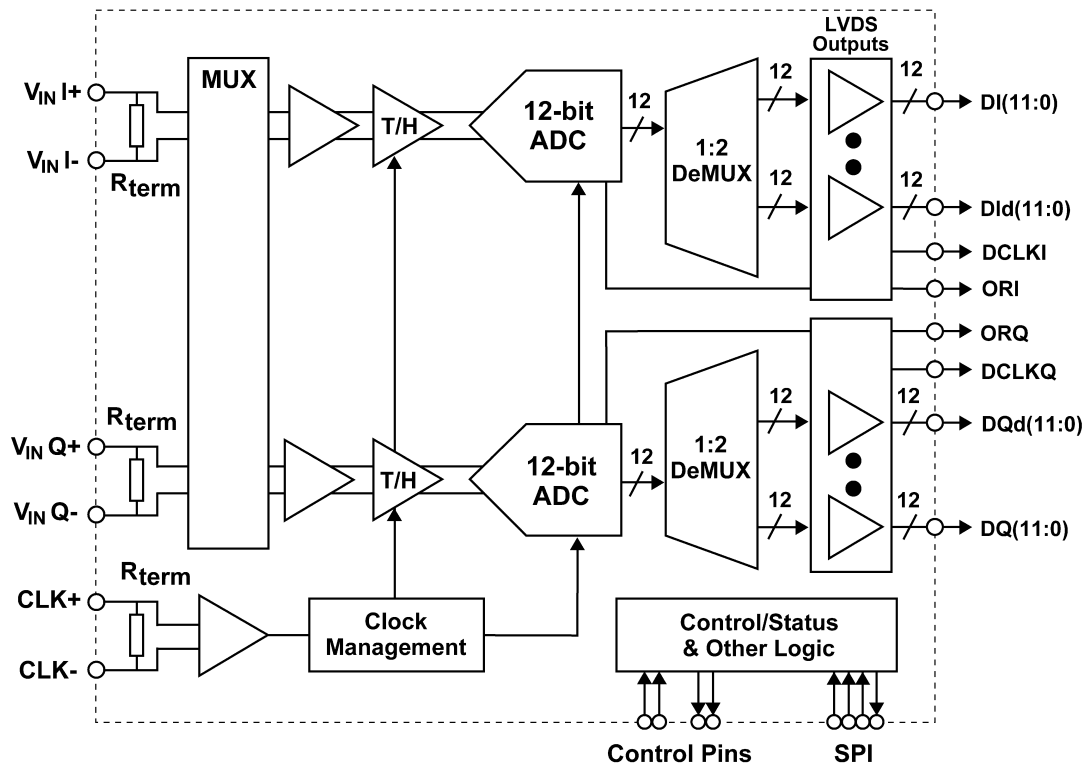 LVDS
Outputs
VIN I+
VIN I-
Rterm
MUX
T/H
12-bit
ADC
12
1:2
DeMUX
12
12
12
12
DI(11:0)
DId(11:0)
DCLKI
ORI
ORQ
DCLKQ
Rterm
VIN Q+
VIN Q-
T/H
12-bit
ADC
12
1:2
DeMUX
12
12
12
12
DQd(11:0)
DQ(11:0)
Rterm
CLK+
CLK-
Clock
Management
Control/Status
& Other Logic
Control Pins
SPI